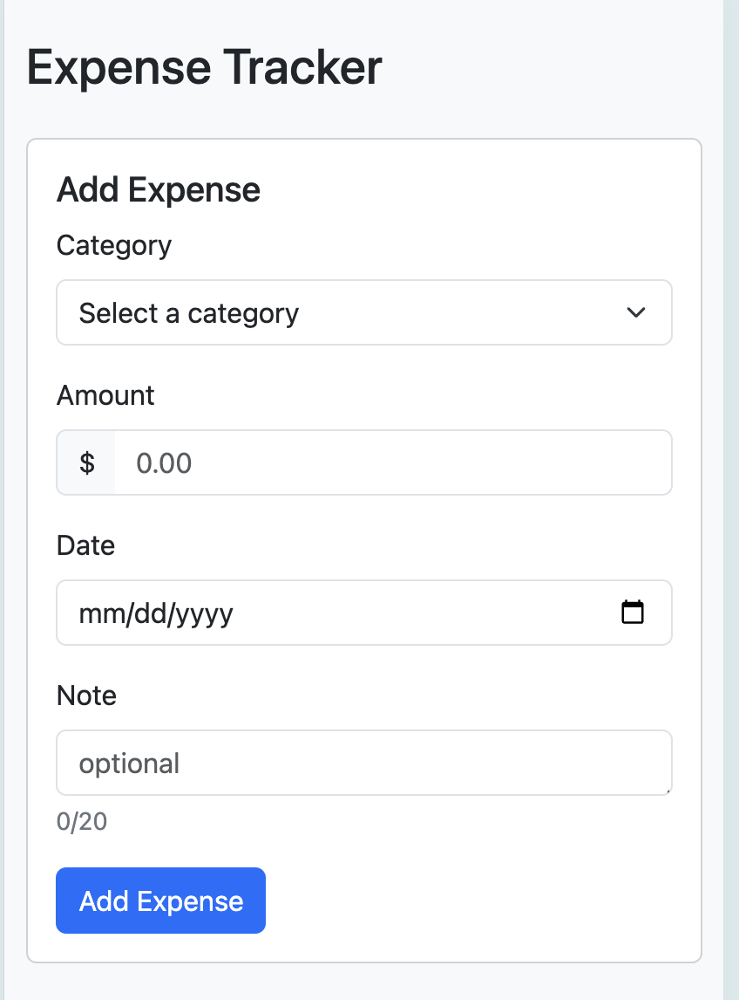 Expense Tracker
Add Expense
Category
Select a category
Amount
$ 0.00
Date
mm/dd/yyyy
Note
optional
0/20
Add Expense